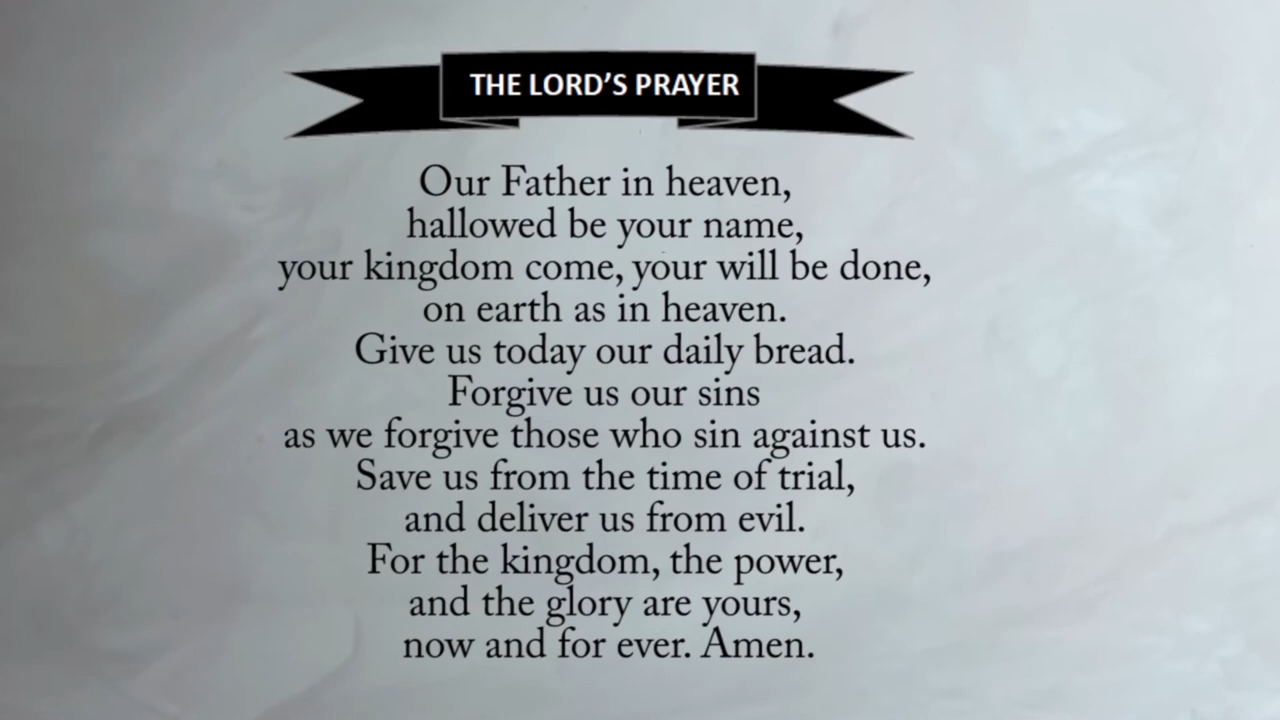 THE LORD'S PRAYER
Our Father in heaven,
hallowed be your name,
your kingdom come, your will be done,
on earth as in heaven.
Give us today our daily bread.
Forgive us our sins
as we forgive those who sin against us.
Save us from the time of trial,
and deliver us from evil.
For the kingdom, the power,
and the glory are yours,
now and for ever. Amen.